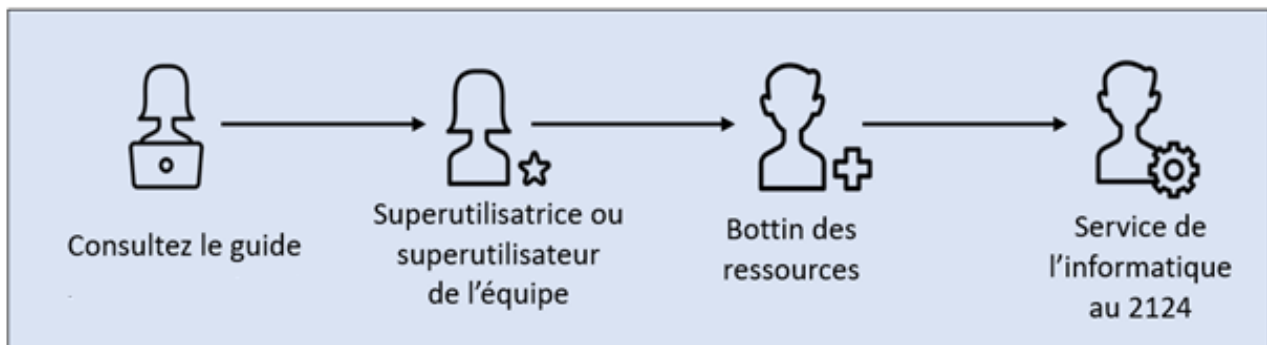 Consultez le guide
Superutilisatrice ou
superutilisateur
de l'équipe
Bottin des
ressources
Service de
l'informatique
au 2124